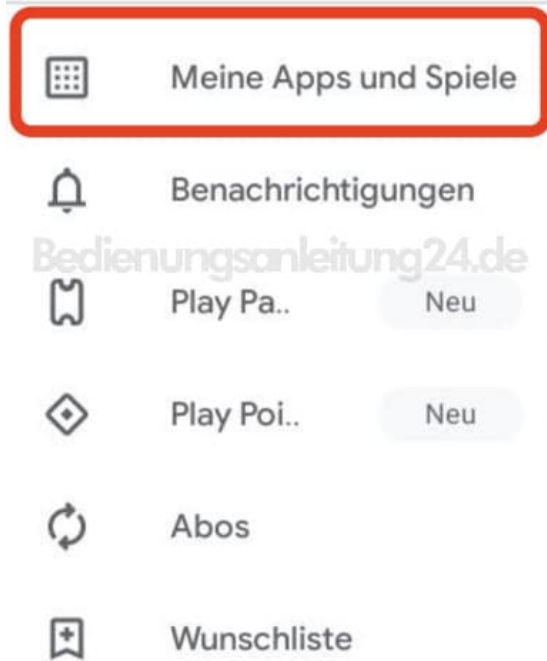 Meine Apps und Spiele
Benachrichtigungen
Bedienungsanleitung24.de
Play Pa.. Neu
Play Poi.. Neu
Abos
Wunschliste